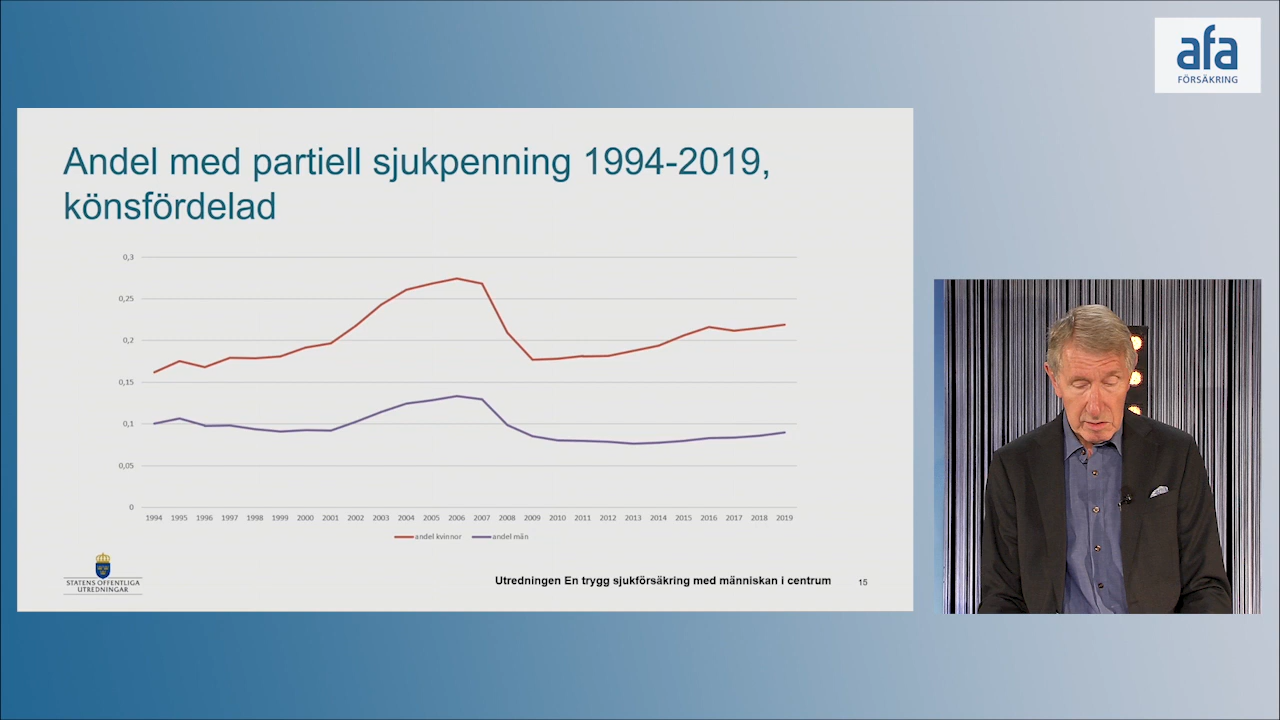 afa
FÖRSÄKRING
Andel med partiell sjukpenning 1994-2019,
könsfördelad
0,3
0,25
0,2
0,15
0,1
0,05
0
1994 1995 1996 1997 1998 1999 2000 2001 2002 2003 2004 2005 2006 2007 2008 2009 2010 2011 2012 2013 2014 2015 2016 2017 2018 2019
andel kvinnor andel män
STATENS OFFENTLIGA
UTREDNINGAR
Utredningen En trygg sjukförsäkring med människan i centrum 15